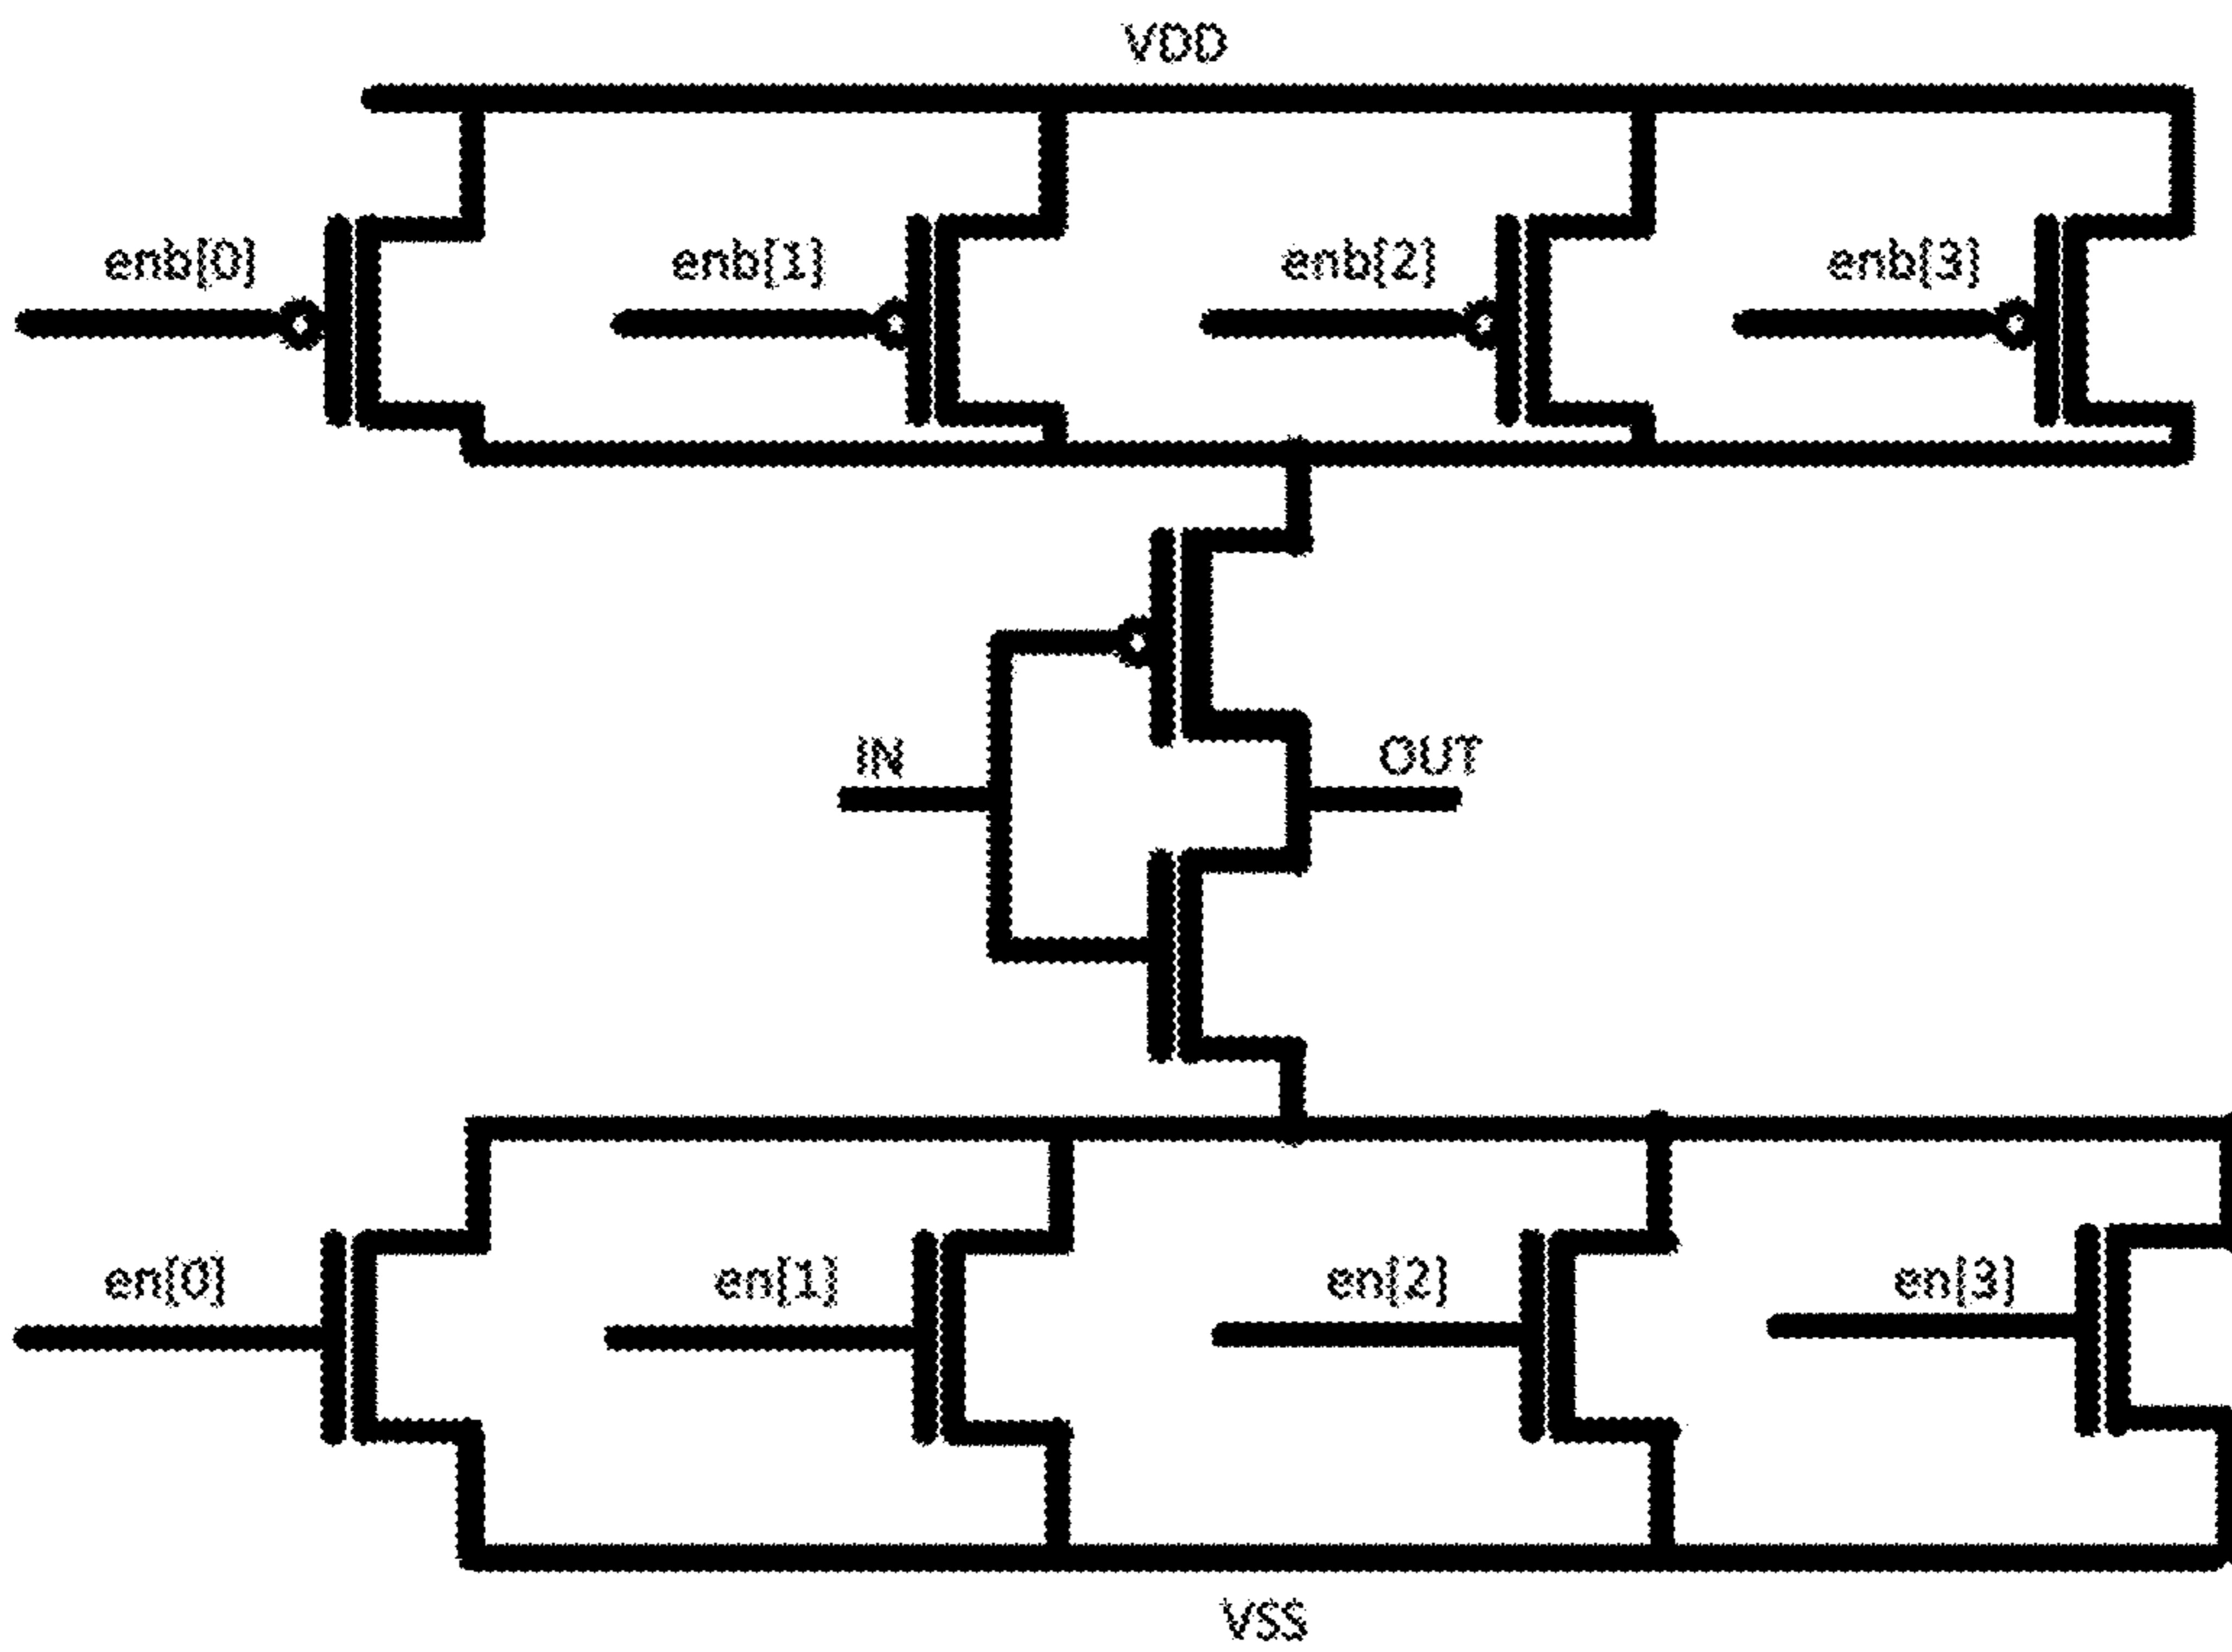 VDD
enb[0] enb[1] enb[2] enb[3]
IN OUT
en[0] en[1] en[2] en[3]
VSS